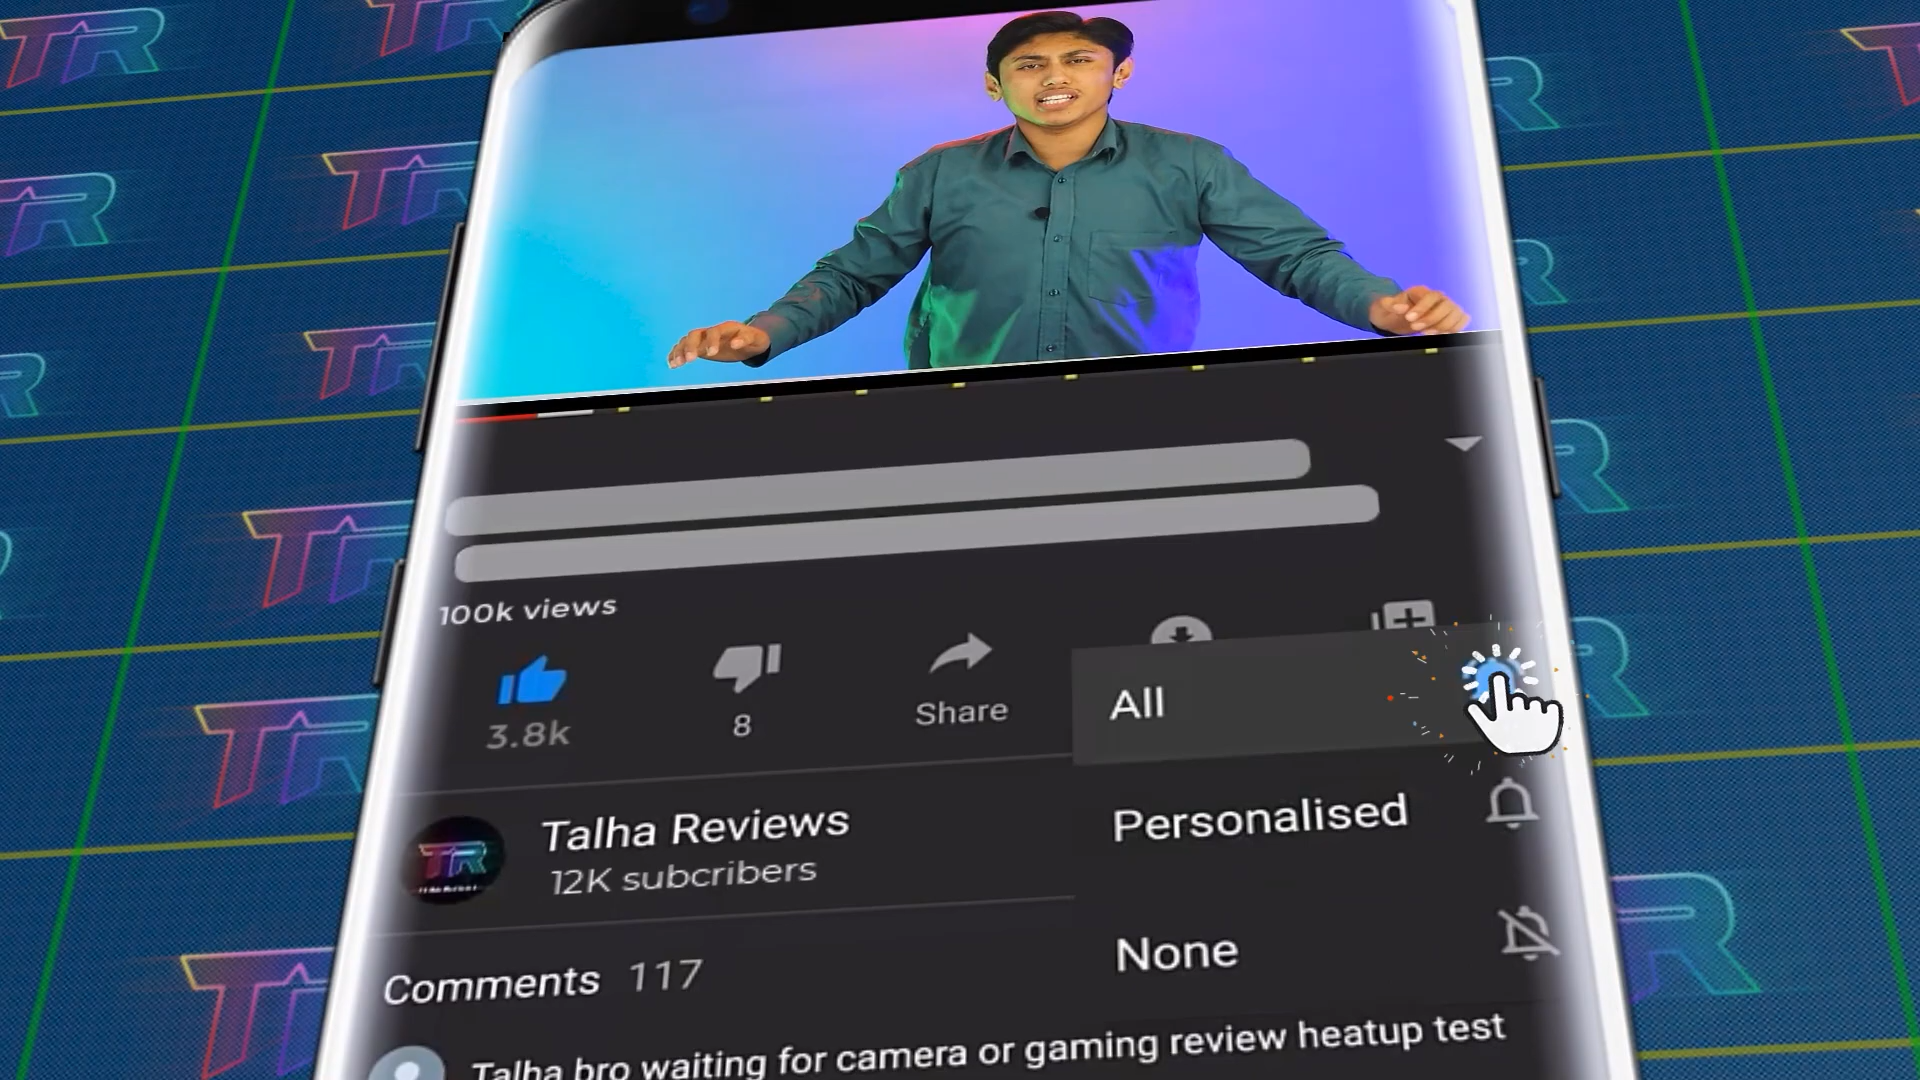 100k views
3.8k
8
Share
All
Talha Reviews
12K subcribers
Personalised
None
Comments 117
Talha bro waiting for camera or gaming review heatup test
TR